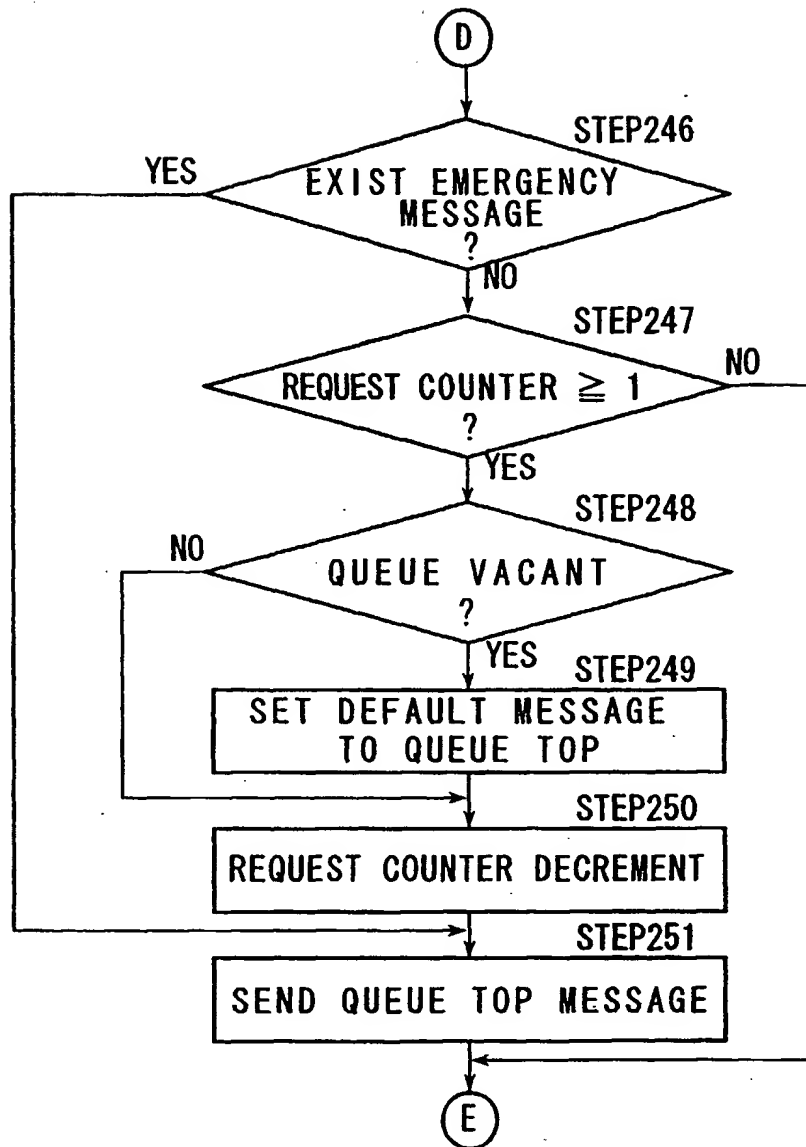 D
STEP246
YES
EXIST EMERGENCY
MESSAGE
?
NO
STEP247
NO
REQUEST COUNTER ≧ 1
?
YES
STEP248
NO
QUEUE VACANT
?
YES
STEP249
SET DEFAULT MESSAGE
TO QUEUE TOP
STEP250
REQUEST COUNTER DECREMENT
STEP251
SEND QUEUE TOP MESSAGE
E